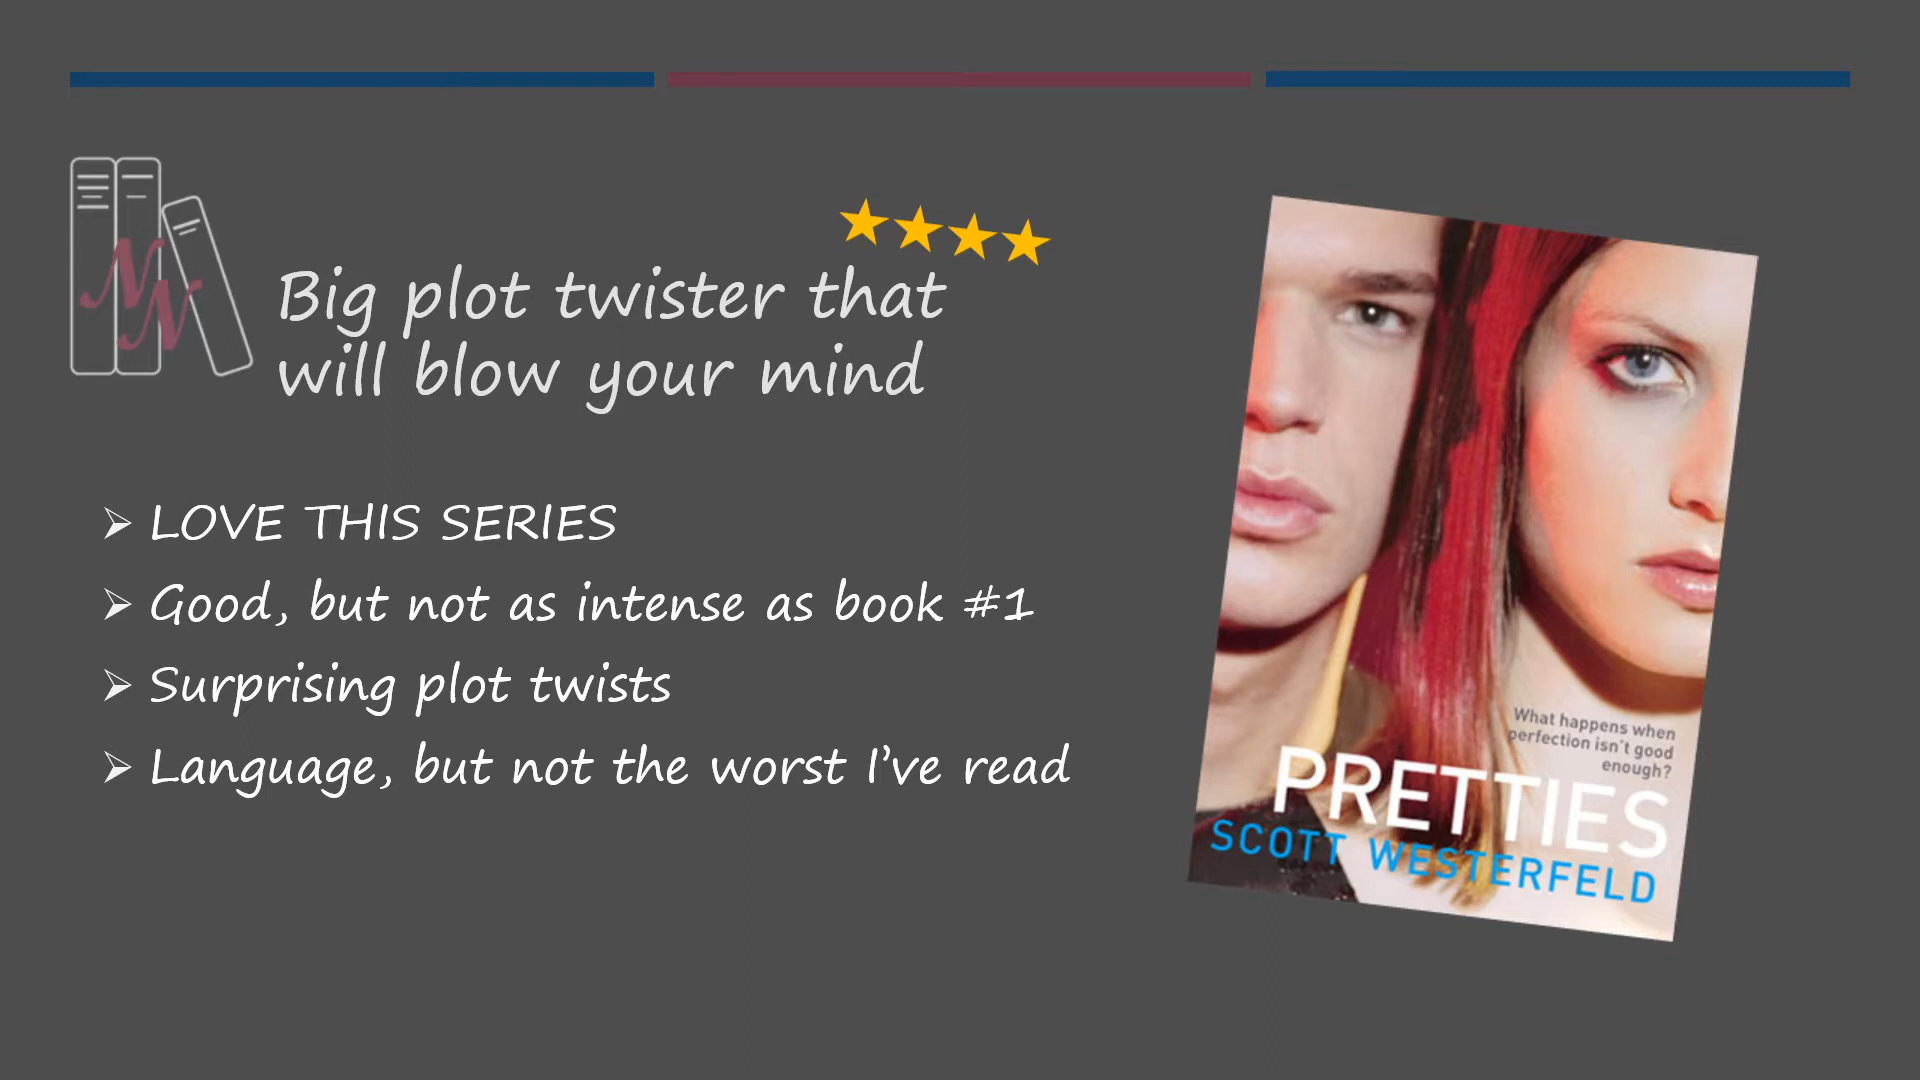 NN
Big plot twister that
will blow your mind
LOVE THIS SERIES
Good, but not as intense as book #1
Surprising plot twists
Language, but not the worst I've read
What happens when
perfection isn't good
enough?
PRETTIES
SCOTT WESTERFELD